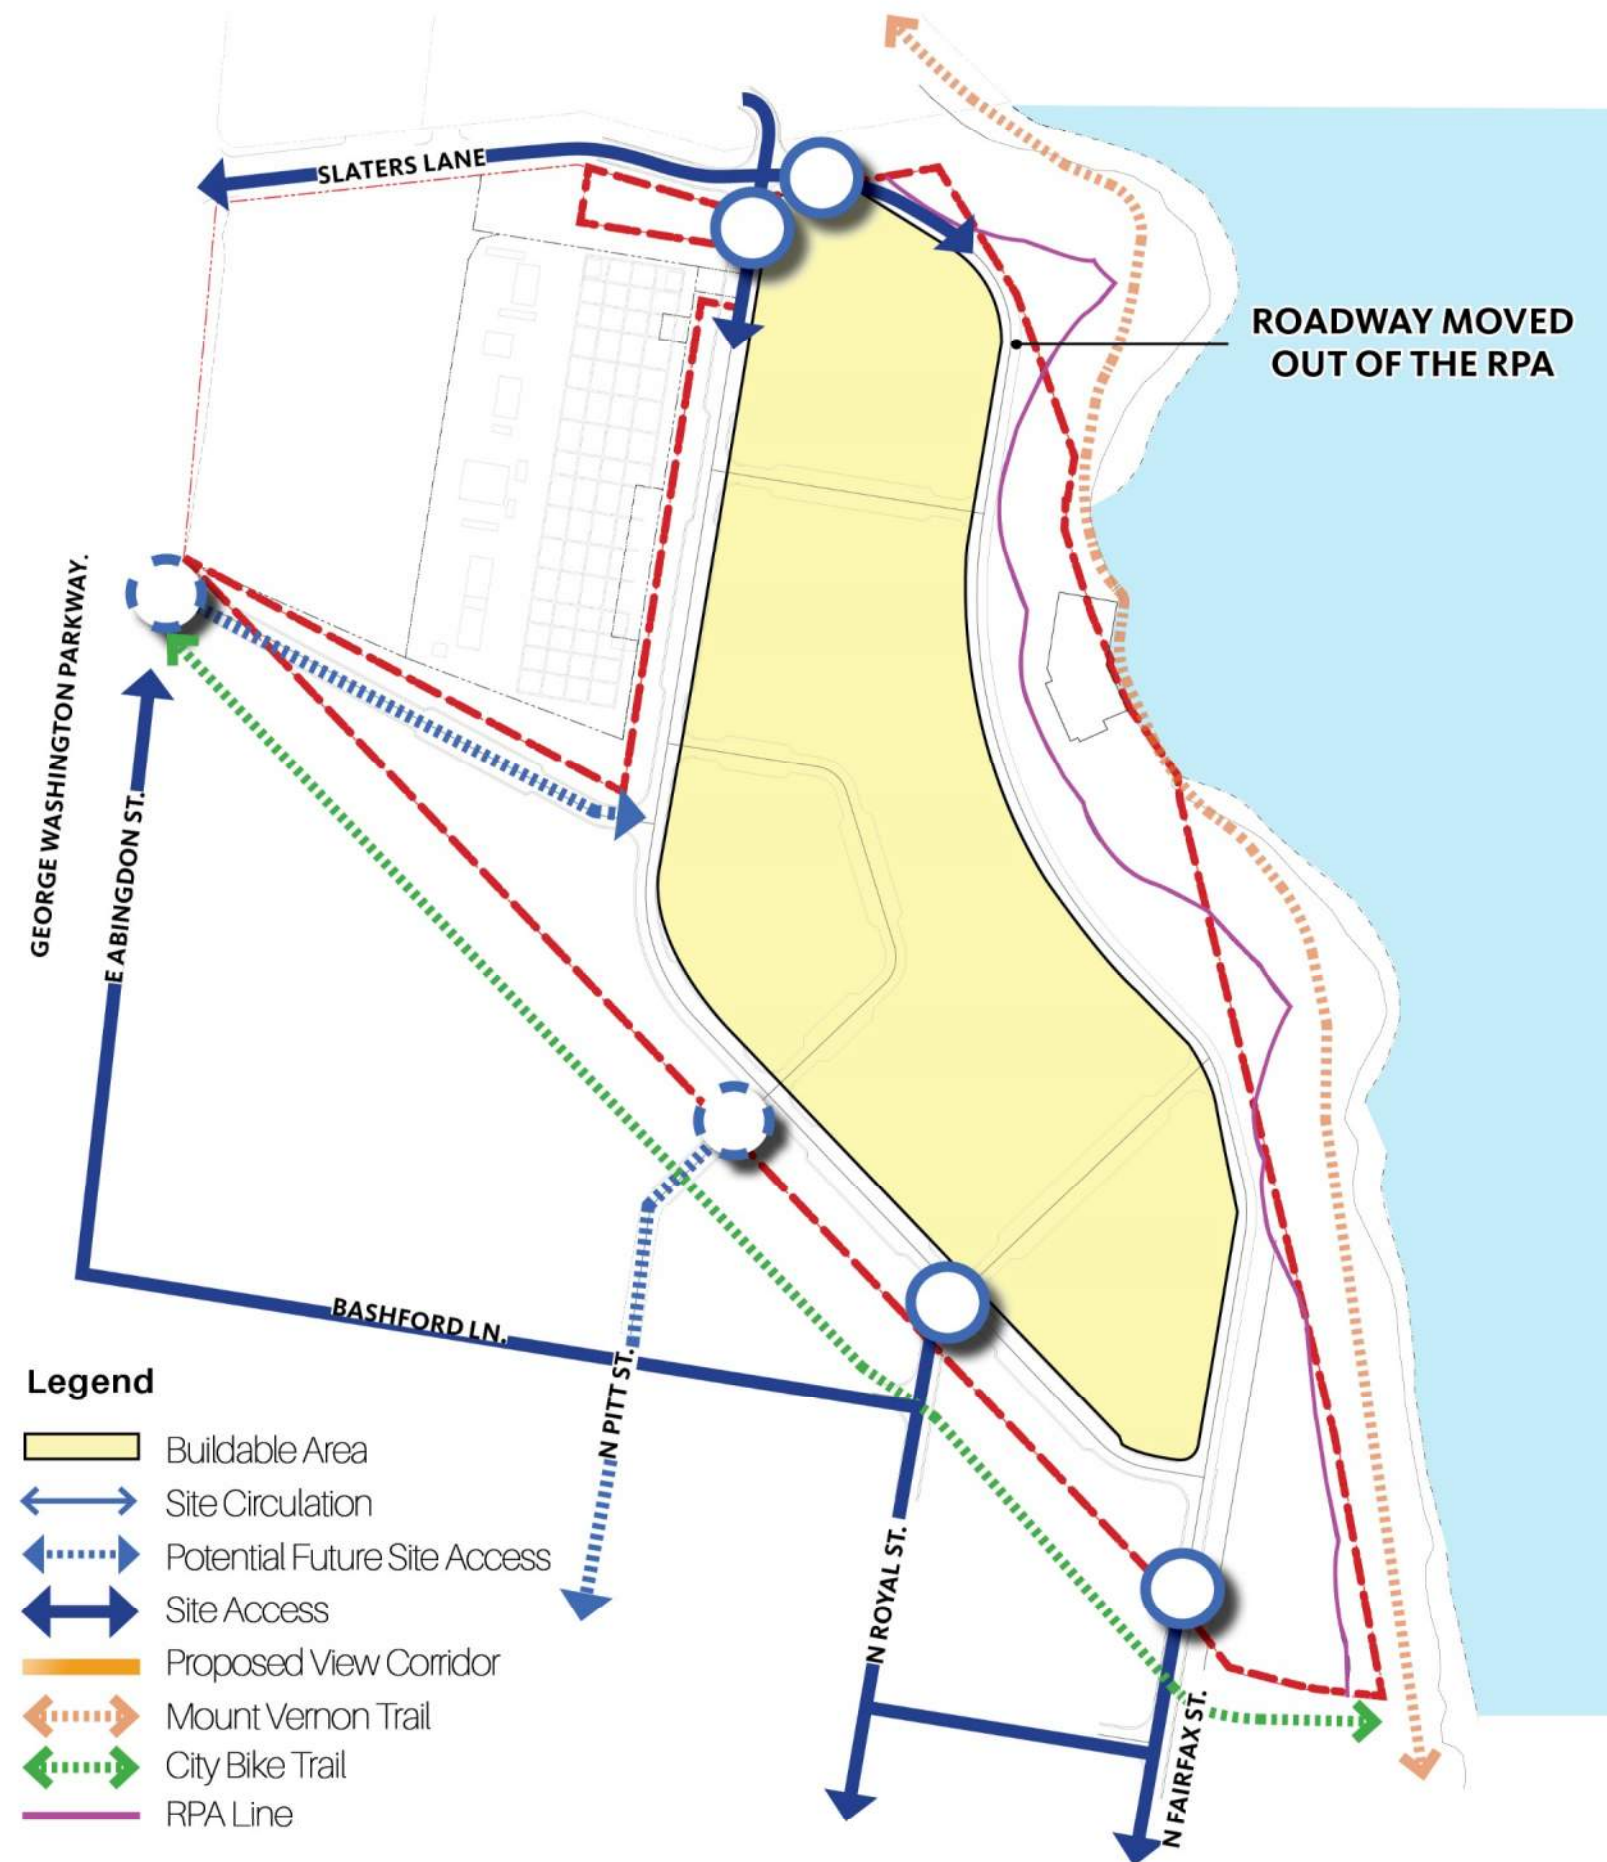 SLATERS LANE
ROADWAY MOVED
OUT OF THE RPA
GEORGE WASHINGTON PARKWAY.
E ABINGDON ST.
BASHFORD LN.
N PITT ST.
N ROYAL ST.
N FAIRFAX ST.
Legend
Buildable Area
Site Circulation
Potential Future Site Access
Site Access
Proposed View Corridor
Mount Vernon Trail
City Bike Trail
RPA Line